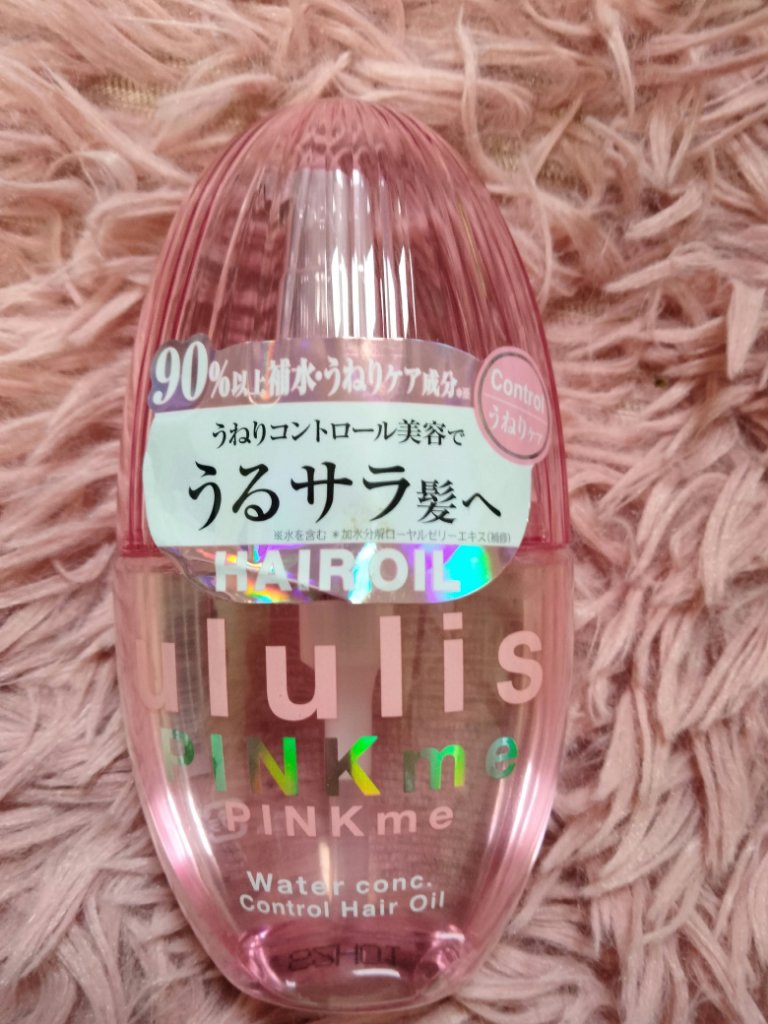 90%以上補水・うねりケア成分*※
Control
うねりケア
うねりコントロール美容で
うるサラ髪へ
※水を含む *加水分解ローヤルゼリーエキス(補修)
HAIR OIL
ululis
PINKme
PINKme
Water conc.
Control Hair Oil